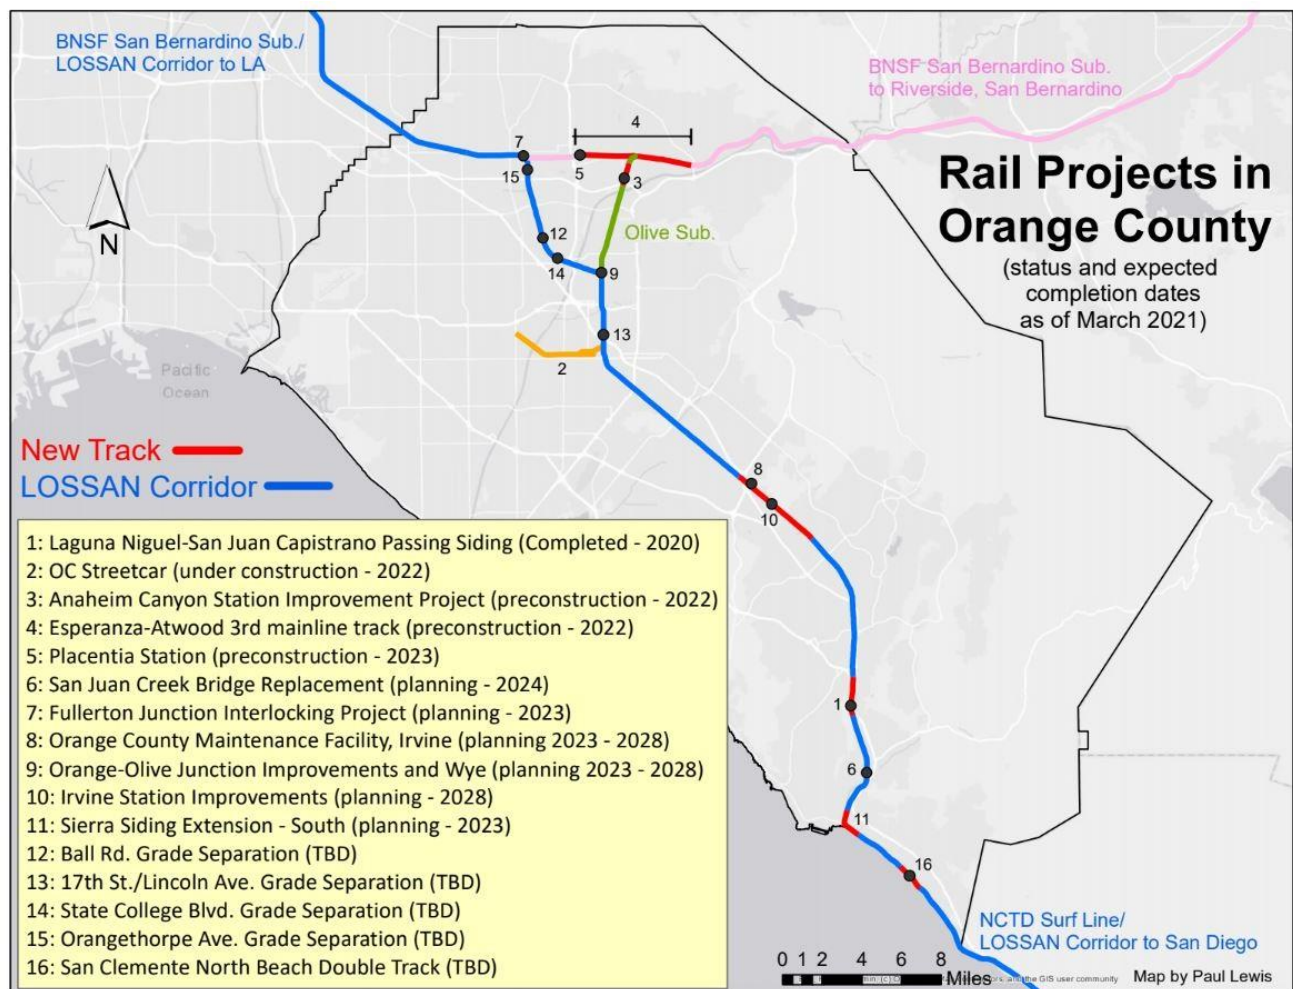 BNSF San Bernardino Sub./
LOSSAN Corridor to LA
BNSF San Bernardino Sub.
to Riverside, San Bernardino
4
7
5
15
3
N
Rail Projects in
Orange County
(status and expected
completion dates
as of March 2021)
Olive Sub.
12
14
9
13
2
Pacific
Ocean
New Track
LOSSAN Corridor
8
10
1: Laguna Niguel-San Juan Capistrano Passing Siding (Completed - 2020)
2: OC Streetcar (under construction - 2022)
3: Anaheim Canyon Station Improvement Project (preconstruction - 2022)
4: Esperanza-Atwood 3rd mainline track (preconstruction - 2022)
5: Placentia Station (preconstruction - 2023)
6: San Juan Creek Bridge Replacement (planning - 2024)
7: Fullerton Junction Interlocking Project (planning - 2023)
8: Orange County Maintenance Facility, Irvine (planning 2023 - 2028)
9: Orange-Olive Junction Improvements and Wye (planning 2023 - 2028)
10: Irvine Station Improvements (planning - 2028)
11: Sierra Siding Extension - South (planning - 2023)
12: Ball Rd. Grade Separation (TBD)
13: 17th St./Lincoln Ave. Grade Separation (TBD)
14: State College Blvd. Grade Separation (TBD)
15: Orangethorpe Ave. Grade Separation (TBD)
16: San Clemente North Beach Double Track (TBD)
1
6
11
16
NCTD Surf Line/
LOSSAN Corridor to San Diego
0 1 2 4 6 8
Miles
and the GIS user community
Map by Paul Lewis